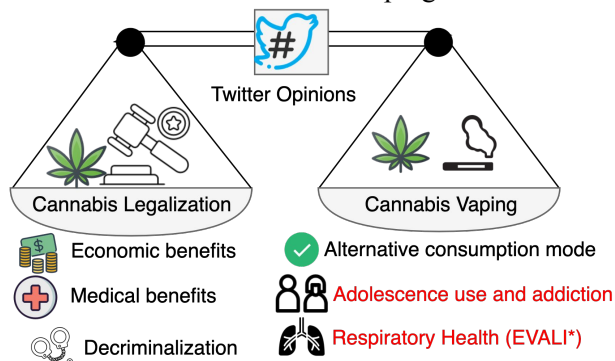 #
Twitter Opinions
Cannabis Legalization
Cannabis Vaping
$
Economic benefits
Alternative consumption mode
Medical benefits
Adolescence use and addiction
Decriminalization
Respiratory Health (EVALI*)